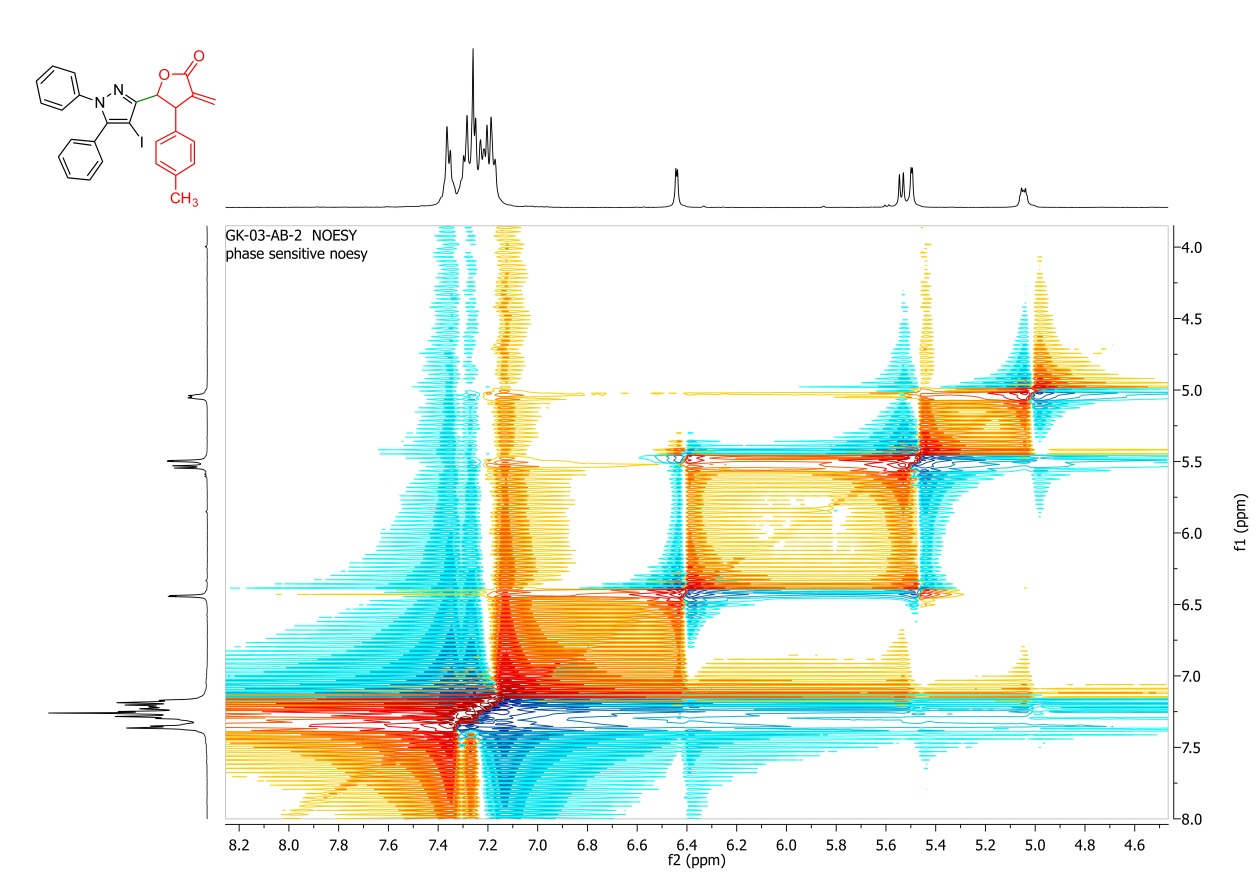 O
O
N
N
I
CH3
GK-03-AB-2 NOESY
phase sensitive noesy
4.0
4.5
5.0
5.5
6.0
6.5
7.0
7.5
8.0
f1 (ppm)
8.2 8.0 7.8 7.6 7.4 7.2 7.0 6.8 6.6 6.4 6.2 6.0 5.8 5.6 5.4 5.2 5.0 4.8 4.6
f2 (ppm)